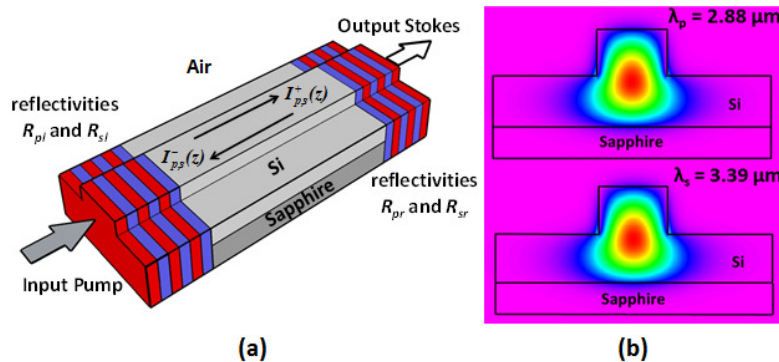 Output Stokes
Air
reflectivities
R_pl and R_sl
I⁺_p,s(z)
I⁻_p,s(z)
Si
Sapphire
reflectivities
R_pr and R_sr
Input Pump
(a)
λ_p = 2.88 µm
Si
Sapphire
λ_s = 3.39 µm
Si
Sapphire
(b)